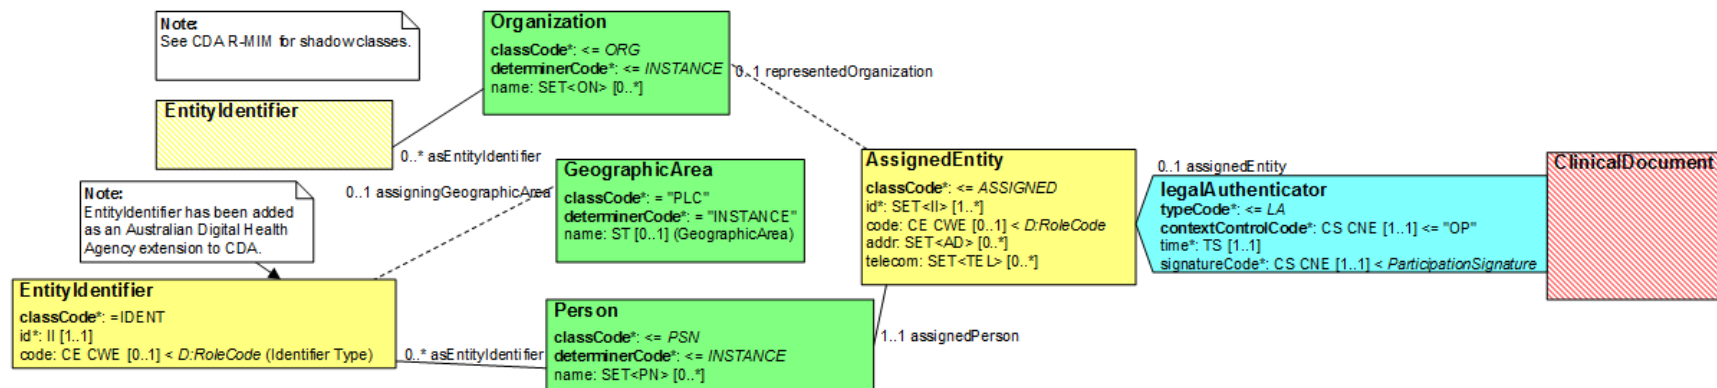 Note:
See CDA R-MIM for shadow classes.
Organization
classCode*: <= ORG
determinerCode*: <= INSTANCE
name: SET<ON> [0..*]
0..1 representedOrganization
EntityIdentifier
0..* asEntityIdentifier
GeographicArea
classCode*: = "PLC"
determinerCode*: = "INSTANCE"
name: ST [0..1] (GeographicArea)
0..1 assigningGeographicArea
Note:
EntityIdentifier has been added
as an Australian Digital Health
Agency extension to CDA.
AssignedEntity
classCode*: <= ASSIGNED
id*: SET<II> [1..*]
code: CE CWE [0..1] < D:RoleCode
addr: SET<AD> [0..*]
telecom: SET<TEL> [0..*]
0..1 assignedEntity
legalAuthenticator
typeCode*: <= LA
contextControlCode*: CS CNE [1..1] <= "OP"
time*: TS [1..1]
signatureCode*: CS CNE [1..1] < ParticipationSignature
ClinicalDocument
EntityIdentifier
classCode*: =IDENT
id*: II [1..1]
code: CE CWE [0..1] < D:RoleCode (Identifier Type)
0..* asEntityIdentifier
Person
classCode*: <= PSN
determinerCode*: <= INSTANCE
name: SET<PN> [0..*]
1..1 assignedPerson